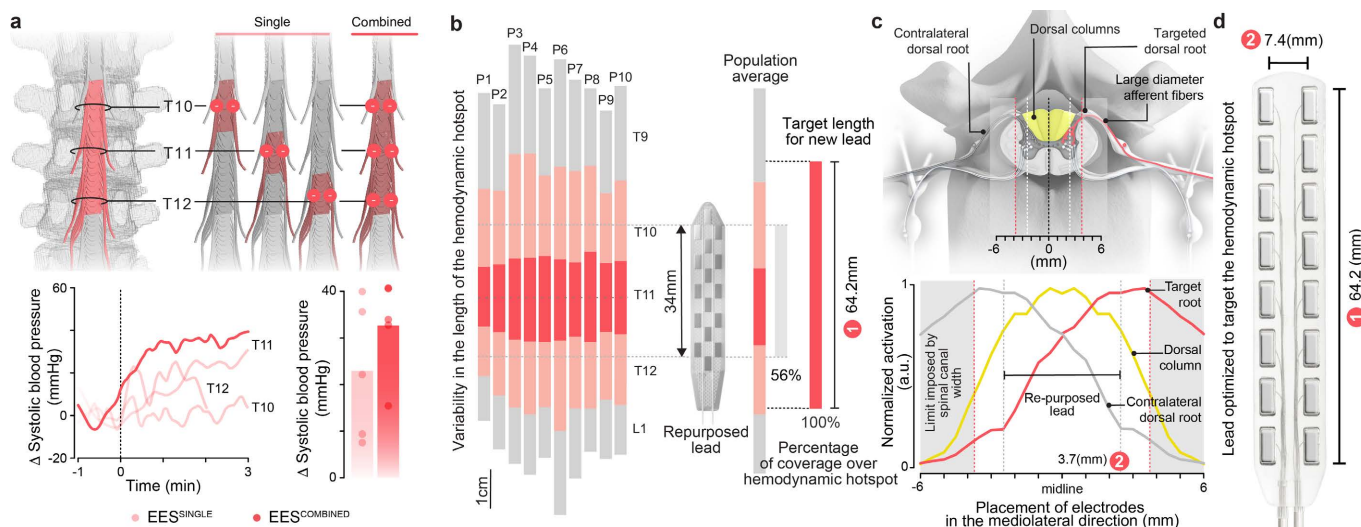 a
Single
Combined
T10
T11
T12
Δ Systolic blood pressure
(mmHg)
60
0
-20
-1
0
3
Time (min)
T11
T12
T10
Δ Systolic blood pressure
(mmHg)
40
0
EES^SINGLE
EES^COMBINED
b
Variability in the length of the hemodynamic hotspot
P1
P2
P3
P4
P5
P6
P7
P8
P9
P10
T9
T10
T11
T12
L1
1cm
34mm
Repurposed
lead
Population
average
Target length
for new lead
1 64.2mm
56%
100%
Percentage
of coverage over
hemodynamic hotspot
c
Contralateral
dorsal root
Dorsal columns
Targeted
dorsal root
Large diameter
afferent fibers
-6
0
6
(mm)
Normalized activation
(a.u.)
1
0
Limit imposed by
spinal canal
width
Target
root
Dorsal
column
Re-purposed
lead
Contralateral
dorsal root
3.7(mm) 2
-6
midline
6
Placement of electrodes
in the mediolateral direction (mm)
d
2 7.4(mm)
Lead optimized to target the hemodynamic hotspot
1 64.2 (mm)